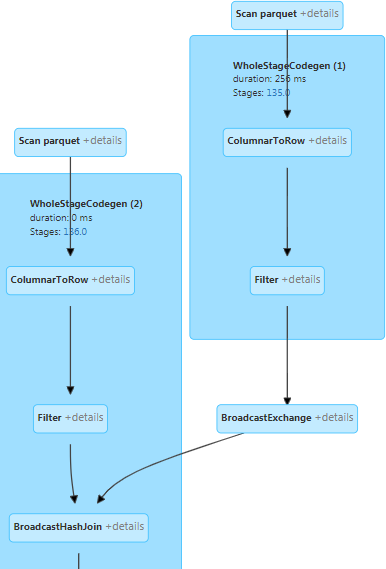 Scan parquet +details
WholeStageCodegen (1)
duration: 256 ms
Stages: 135.0
ColumnarToRow +details
Filter +details
BroadcastExchange +details
Scan parquet +details
WholeStageCodegen (2)
duration: 0 ms
Stages: 136.0
ColumnarToRow +details
Filter +details
BroadcastHashJoin +details